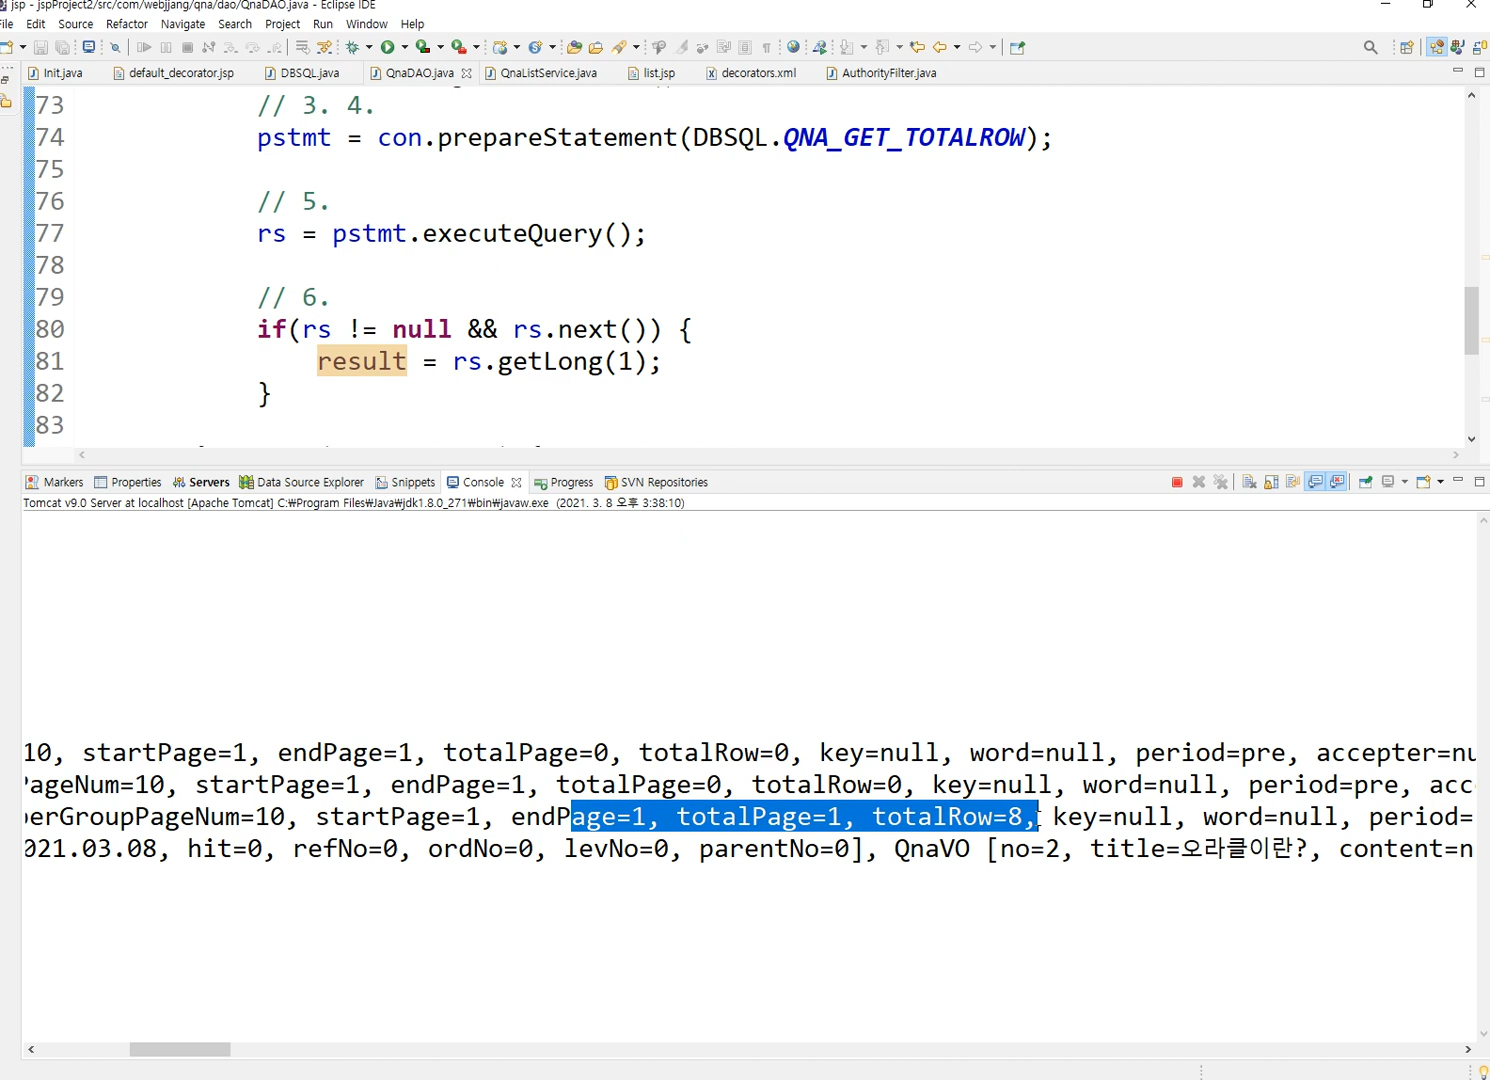 jsp - jspProject2/src/com/webjjang/qna/dao/QnaDAO.java - Eclipse IDE
File Edit Source Refactor Navigate Search Project Run Window Help
Init.java default_decorator.jsp DBSQL.java QnaDAO.java QnaListService.java list.jsp decorators.xml AuthorityFilter.java
73 // 3. 4.
74 pstmt = con.prepareStatement(DBSQL.QNA_GET_TOTALROW);
75
76 // 5.
77 rs = pstmt.executeQuery();
78
79 // 6.
80 if(rs != null && rs.next()) {
81 result = rs.getLong(1);
82 }
83
Markers Properties Servers Data Source Explorer Snippets Console Progress SVN Repositories
Tomcat v9.0 Server at localhost [Apache Tomcat] C:₩Program Files₩Java₩jdk1.8.0_271₩bin₩javaw.exe (2021. 3. 8 오후 3:38:10)
10, startPage=1, endPage=1, totalPage=0, totalRow=0, key=null, word=null, period=pre, accepter=nu
PageNum=10, startPage=1, endPage=1, totalPage=0, totalRow=0, key=null, word=null, period=pre, acc
perGroupPageNum=10, startPage=1, endPage=1, totalPage=1, totalRow=8, key=null, word=null, period=
021.03.08, hit=0, refNo=0, ordNo=0, levNo=0, parentNo=0], QnaVO [no=2, title=오라클이란?, content=n